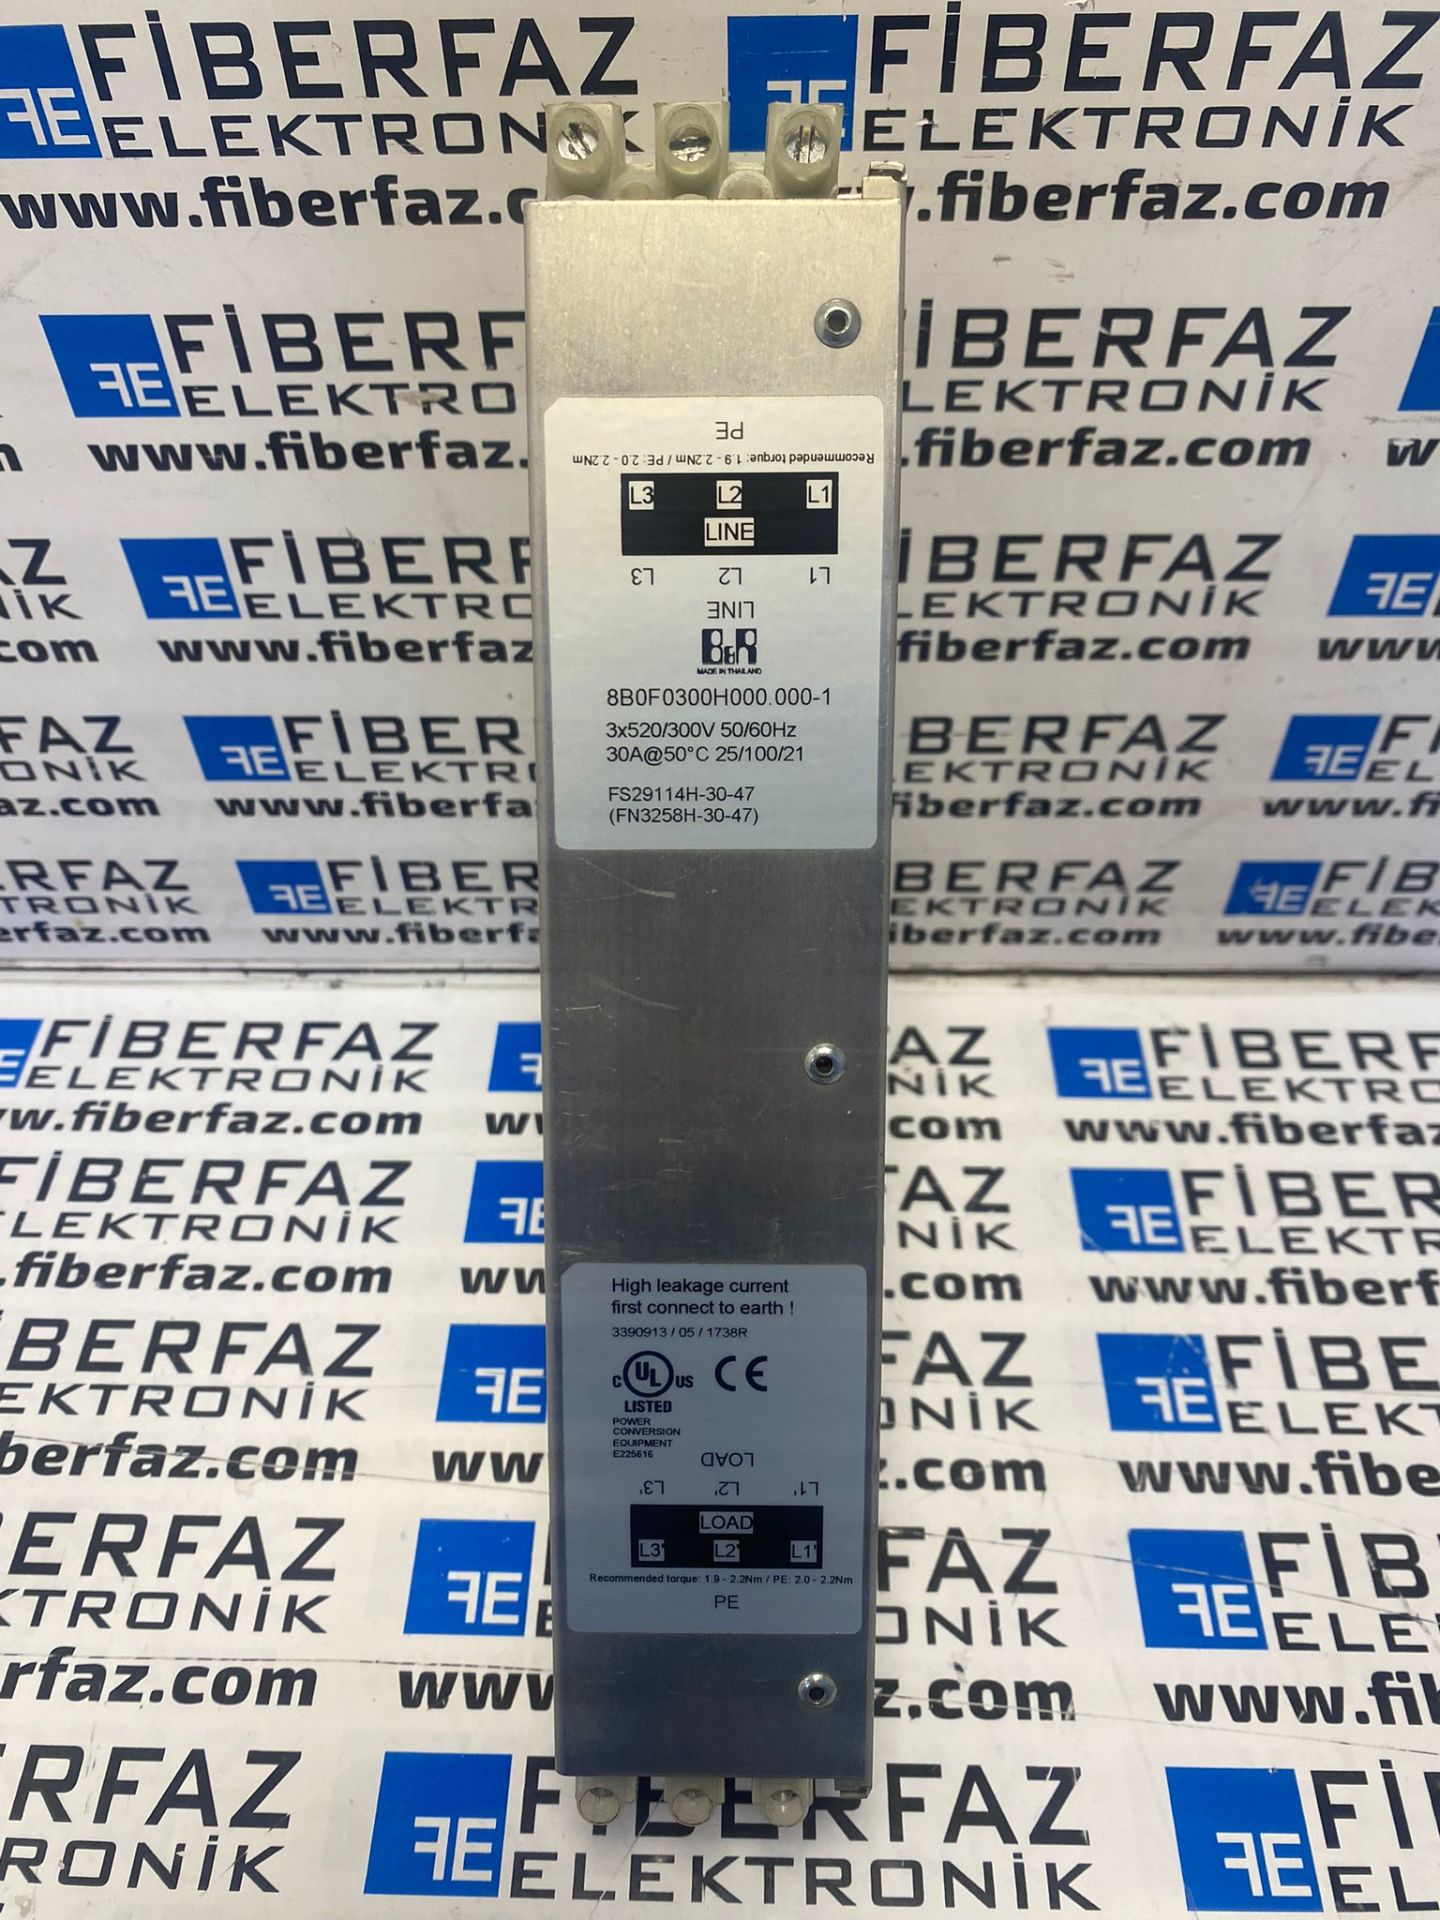 FİBERFAZ
ELEKTRONİK
www.fiberfaz.com
PE
Recommended torque: 1.9 - 2.2Nm / PE: 2.0 - 2.2Nm
L3 L2 L1
LINE
L3 L2 L1
LINE
B&R
MADE IN THAILAND
8B0F0300H000.000-1
3x520/300V 50/60Hz
30A@50°C 25/100/21
FS29114H-30-47
(FN3258H-30-47)
High leakage current
first connect to earth !
3390913 / 05 / 1738R
c UL US CE
LISTED
POWER
CONVERSION
EQUIPMENT
E225616
LOAD
L3' L2' L1'
LOAD
L3' L2' L1'
Recommended torque: 1.9 - 2.2Nm / PE: 2.0 - 2.2Nm
PE